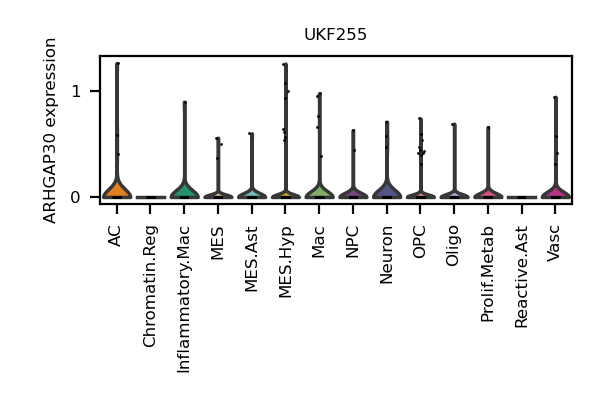 UKF255
ARHGAP30 expression
1
0
AC
Chromatin.Reg
Inflammatory.Mac
MES
MES.Ast
MES.Hyp
Mac
NPC
Neuron
OPC
Oligo
Prolif.Metab
Reactive.Ast
Vasc